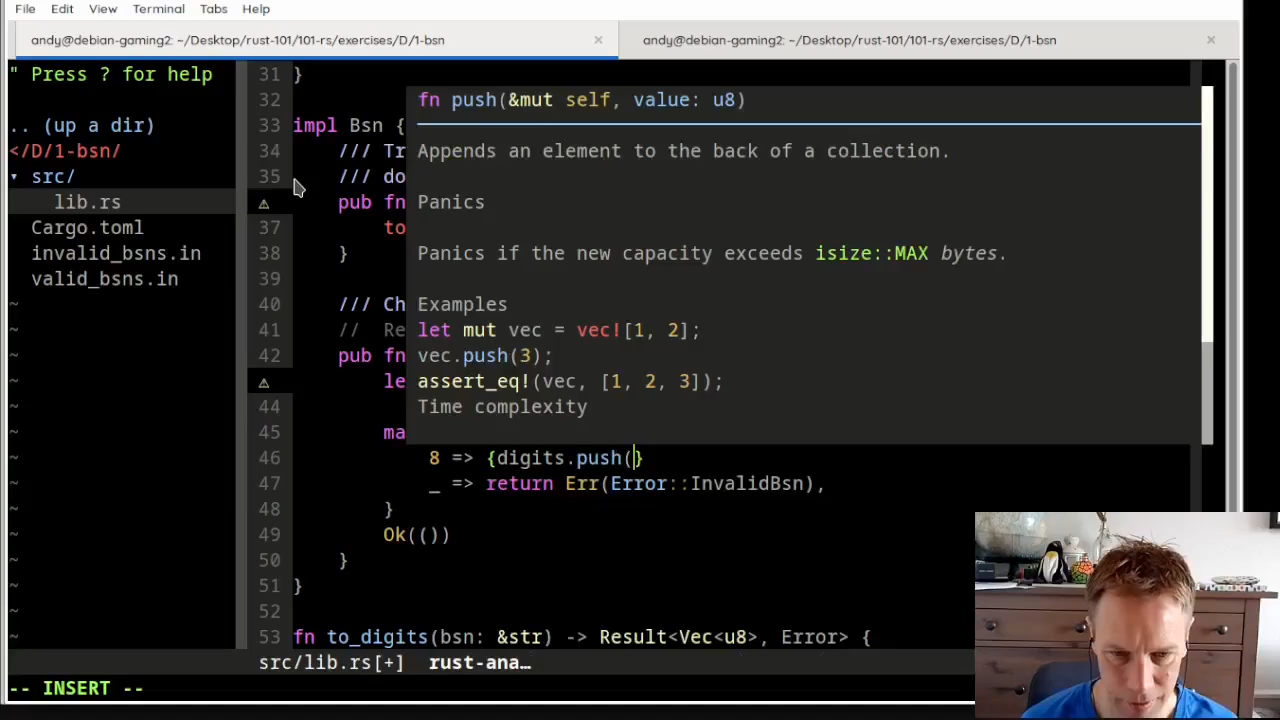 File Edit View Terminal Tabs Help
andy@debian-gaming2: ~/Desktop/rust-101/101-rs/exercises/D/1-bsn × andy@debian-gaming2: ~/Desktop/rust-101/101-rs/exercises/D/1-bsn ×
" Press ? for help
.. (up a dir)
</D/1-bsn/
▾ src/
lib.rs
Cargo.toml
invalid_bsns.in
valid_bsns.in
~
~
~
~
~
~
~
~
~
~
~
~
~
~
31 }
32
33 impl Bsn {
34 /// Tr
35 /// do
⚠ pub fn
37 to
38 }
39
40 /// Ch
41 // Re
42 pub fn
⚠ le
44
45 ma
46 8 => {digits.push(}
47 _ => return Err(Error::InvalidBsn),
48 }
49 Ok(())
50 }
51 }
52
53 fn to_digits(bsn: &str) -> Result<Vec<u8>, Error> {
fn push(&mut self, value: u8)
Appends an element to the back of a collection.
Panics
Panics if the new capacity exceeds isize::MAX bytes.
Examples
let mut vec = vec![1, 2];
vec.push(3);
assert_eq!(vec, [1, 2, 3]);
Time complexity
src/lib.rs[+] rust-ana…
-- INSERT --